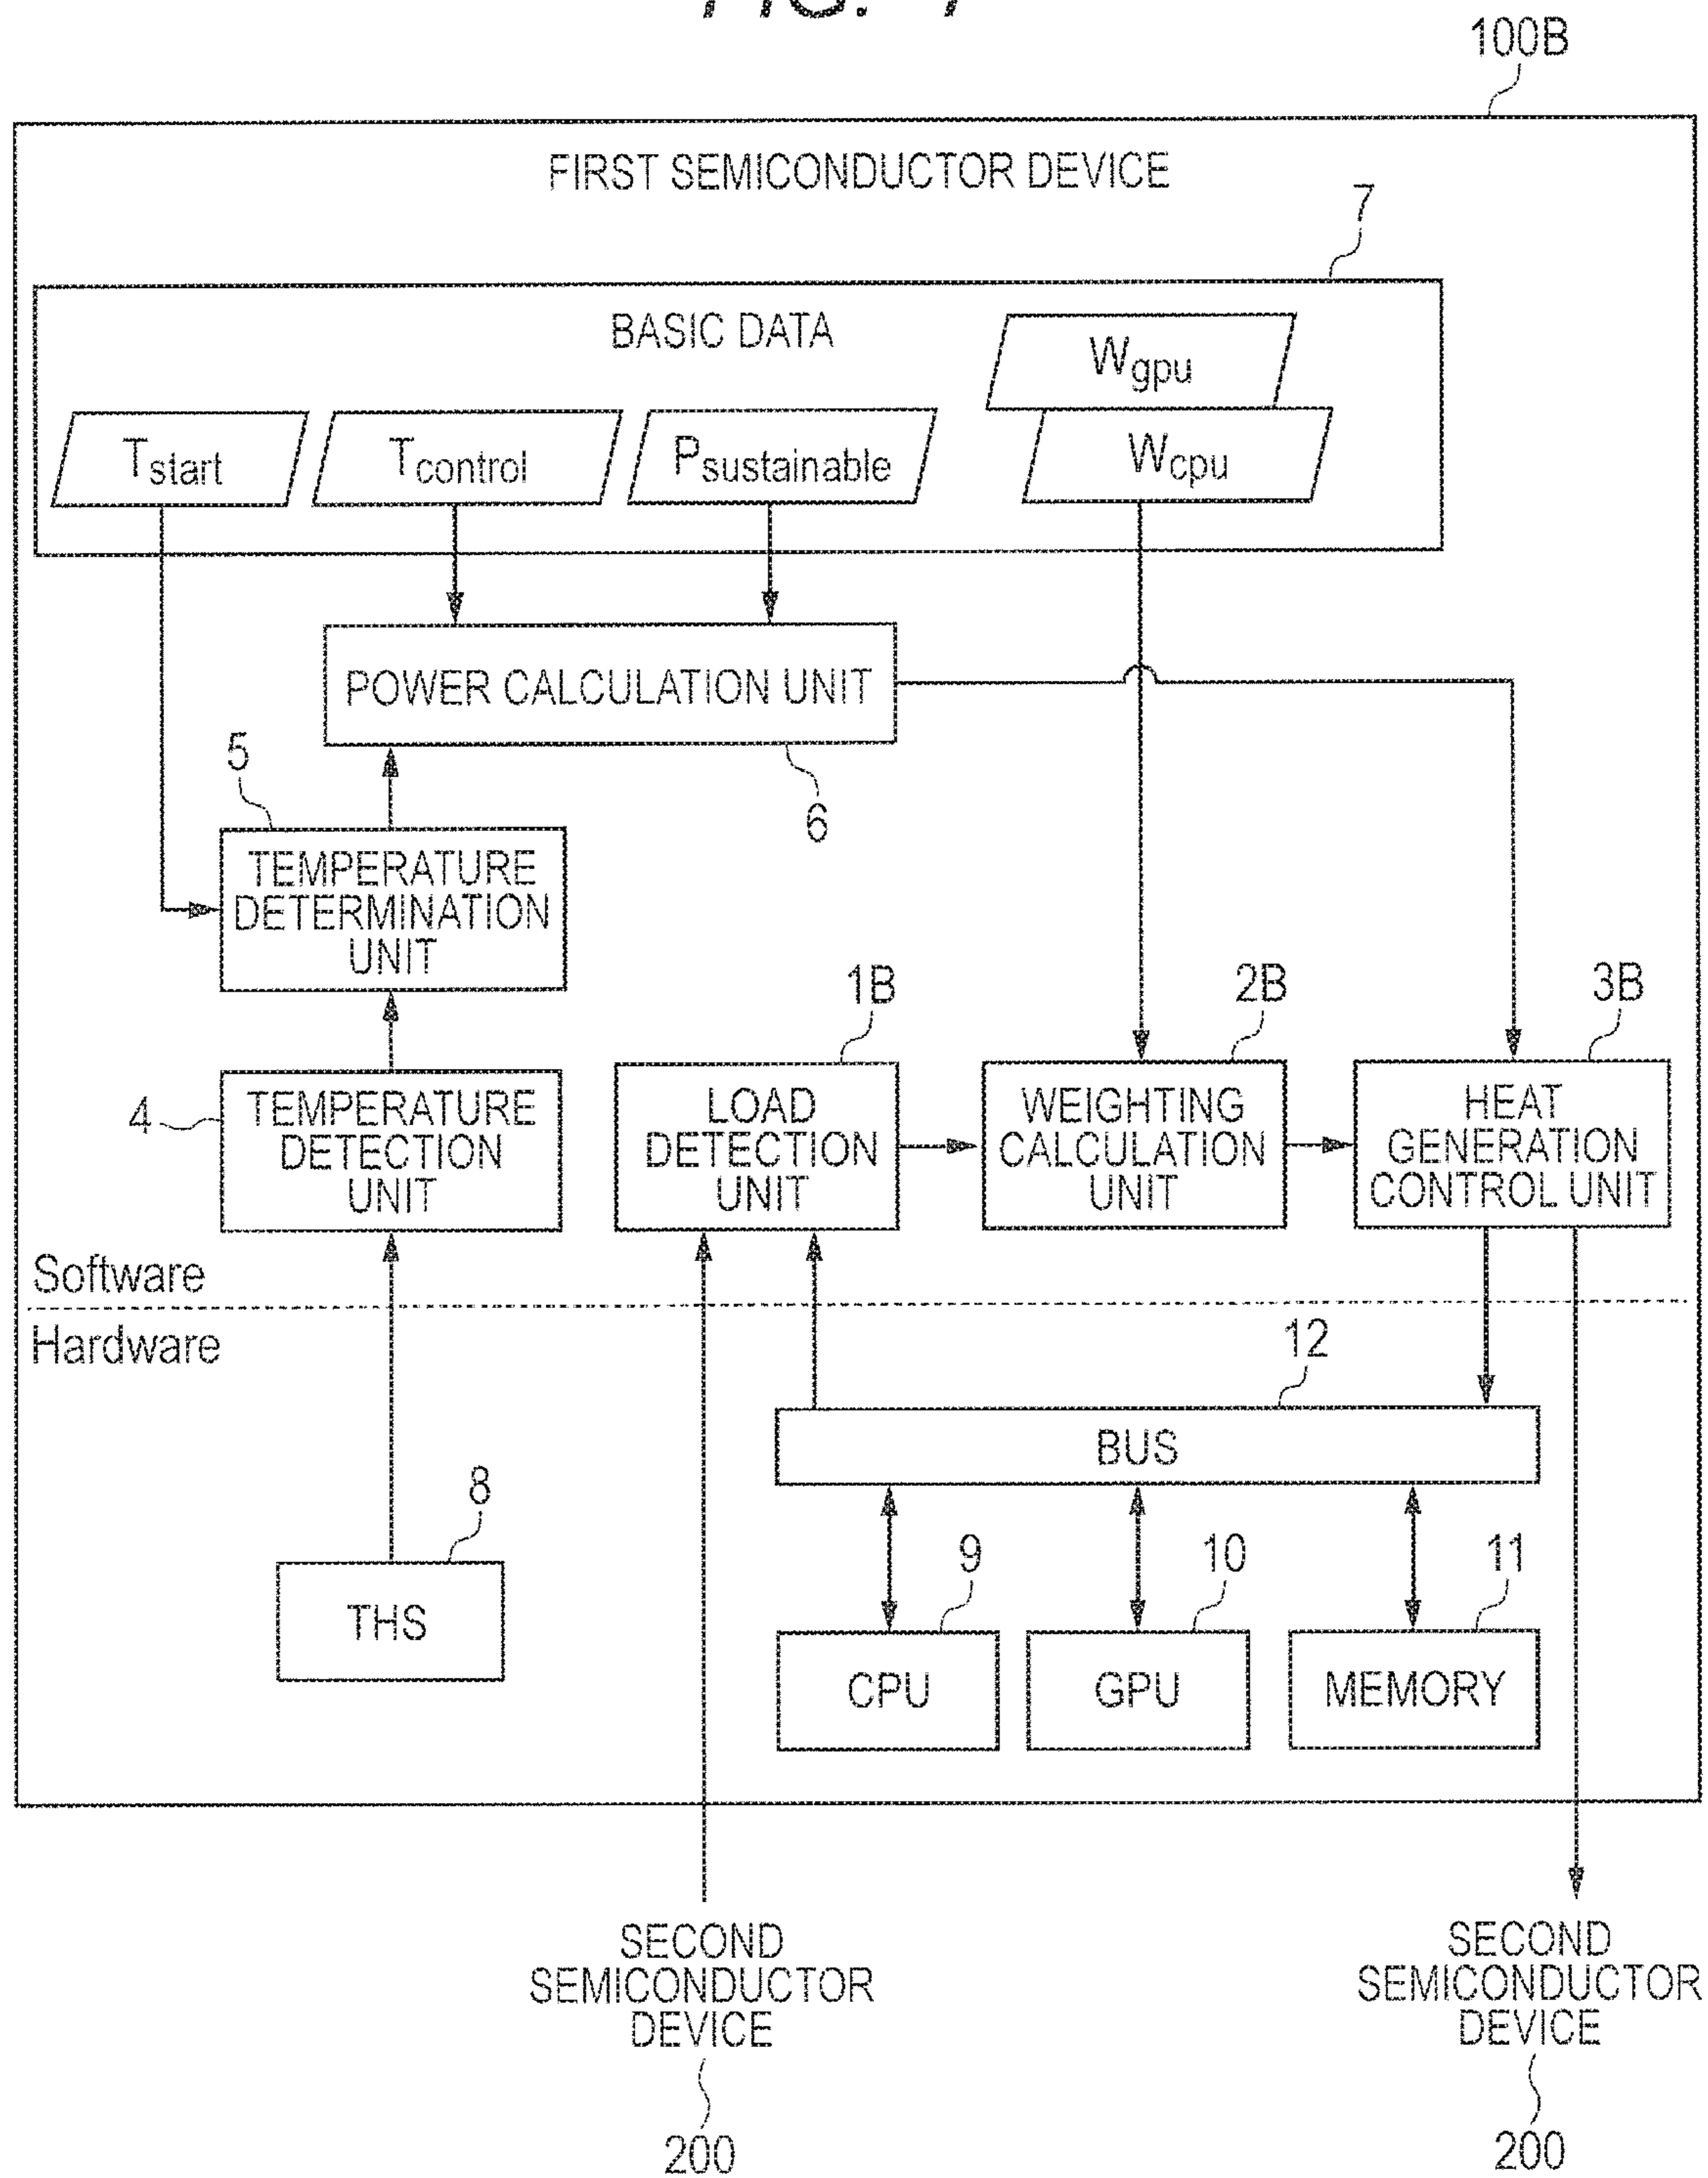 100B
FIRST SEMICONDUCTOR DEVICE
7
BASIC DATA
Wgpu
Tstart
Tcontrol
Psustainable
Wcpu
POWER CALCULATION UNIT
5
6
TEMPERATURE
DETERMINATION
UNIT
1B
2B
3B
4
TEMPERATURE
DETECTION
UNIT
LOAD
DETECTION
UNIT
WEIGHTING
CALCULATION
UNIT
HEAT
GENERATION
CONTROL UNIT
Software
Hardware
12
BUS
8
THS
9
10
11
CPU
GPU
MEMORY
SECOND
SEMICONDUCTOR
DEVICE
200
SECOND
SEMICONDUCTOR
DEVICE
200